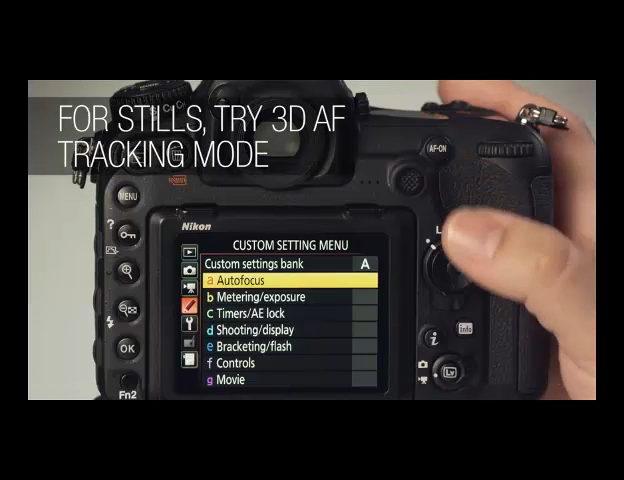 FOR STILLS, TRY 3D AF
TRACKING MODE
AF-ON
MENU
?
Nikon
L
CUSTOM SETTING MENU
Custom settings bank A
a Autofocus
b Metering/exposure
c Timers/AE lock
d Shooting/display
e Bracketing/flash
f Controls
g Movie
info
i
OK
Lv
Fn2